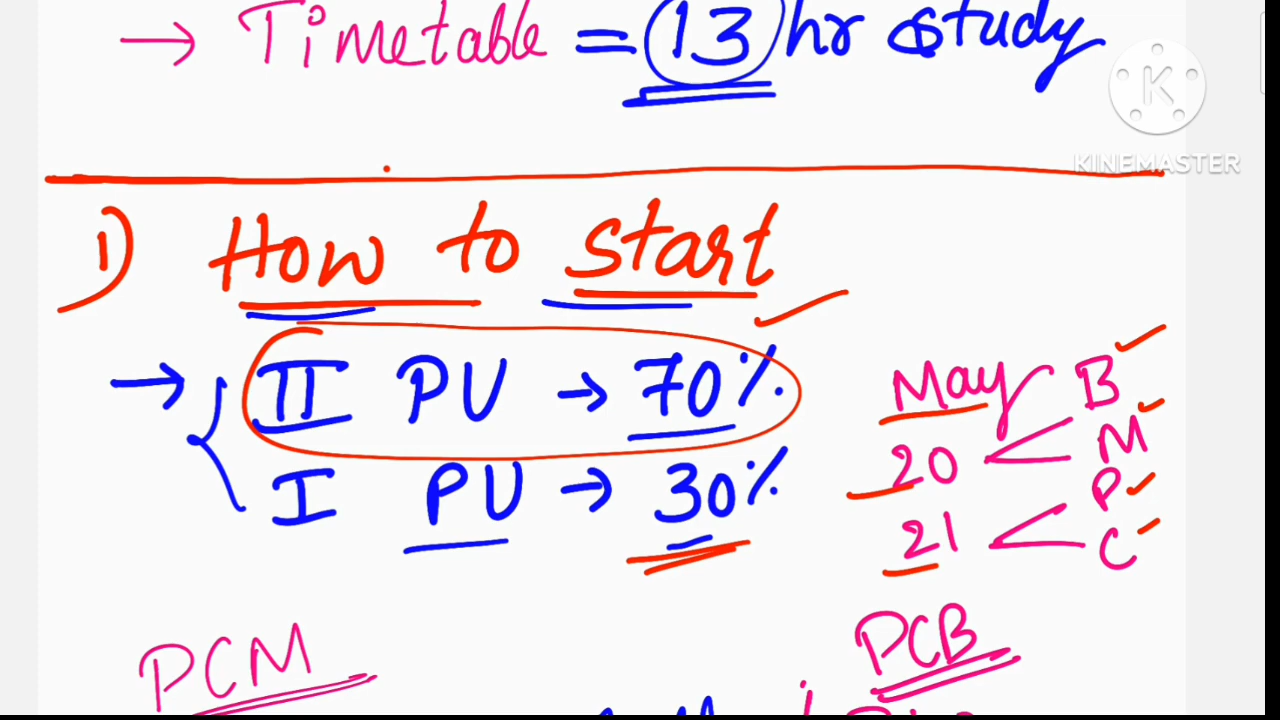 → Timetable = 13 hr study
K
KINEMASTER
1) How to start
→ { II PU → 70%
I PU → 30%
May
20 < B
M
21 < P
C
PCM
PCB